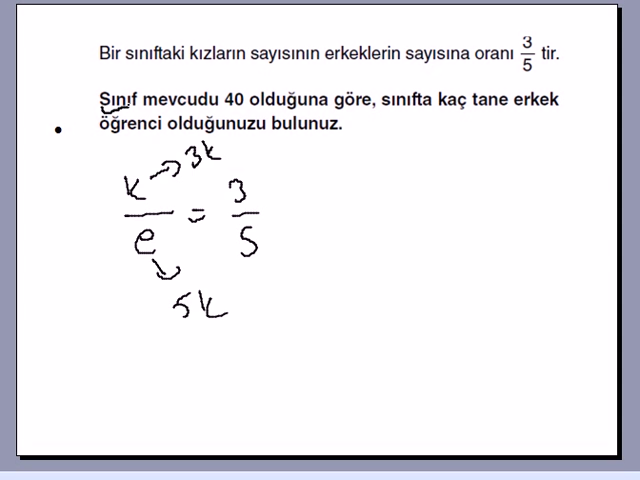 Bir sınıftaki kızların sayısının erkeklerin sayısına oranı 3/5 tir.
Sınıf mevcudu 40 olduğuna göre, sınıfta kaç tane erkek
öğrenci olduğunuzu bulunuz.
k → 3k
k/e = 3/5
5k